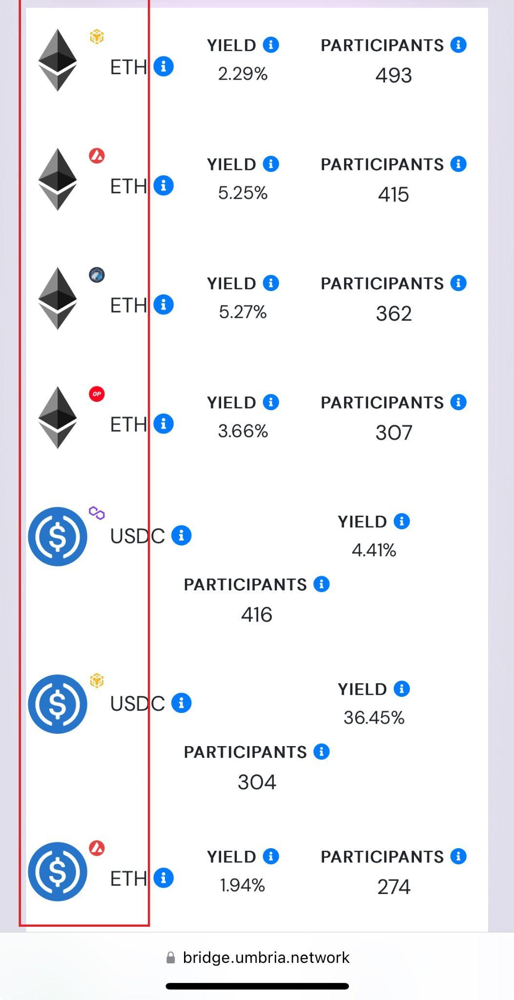 YIELD PARTICIPANTS
ETH
2.29% 493
YIELD PARTICIPANTS
ETH
5.25% 415
YIELD PARTICIPANTS
ETH
5.27% 362
OP
YIELD PARTICIPANTS
ETH
3.66% 307
YIELD
USDC
4.41%
PARTICIPANTS
416
YIELD
USDC
36.45%
PARTICIPANTS
304
YIELD PARTICIPANTS
ETH
1.94% 274
bridge.umbria.network